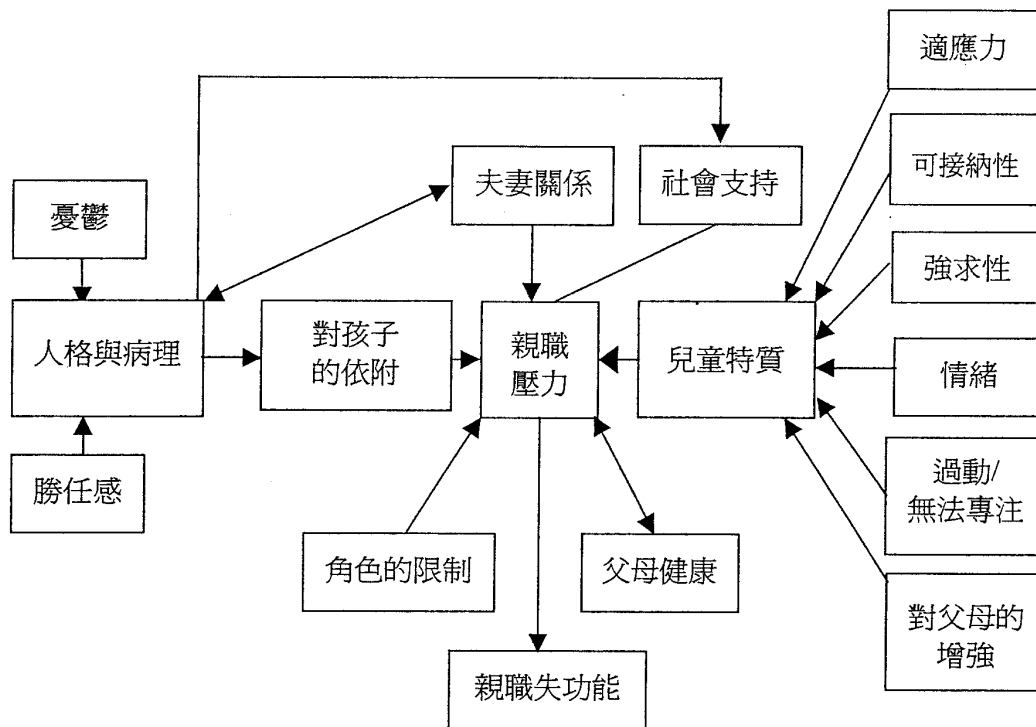 適應力
可接納性
夫妻關係
社會支持
憂鬱
強求性
人格與病理
對孩子
的依附
親職
壓力
兒童特質
情緒
勝任感
過動/
無法專注
角色的限制
父母健康
對父母的
增強
親職失功能